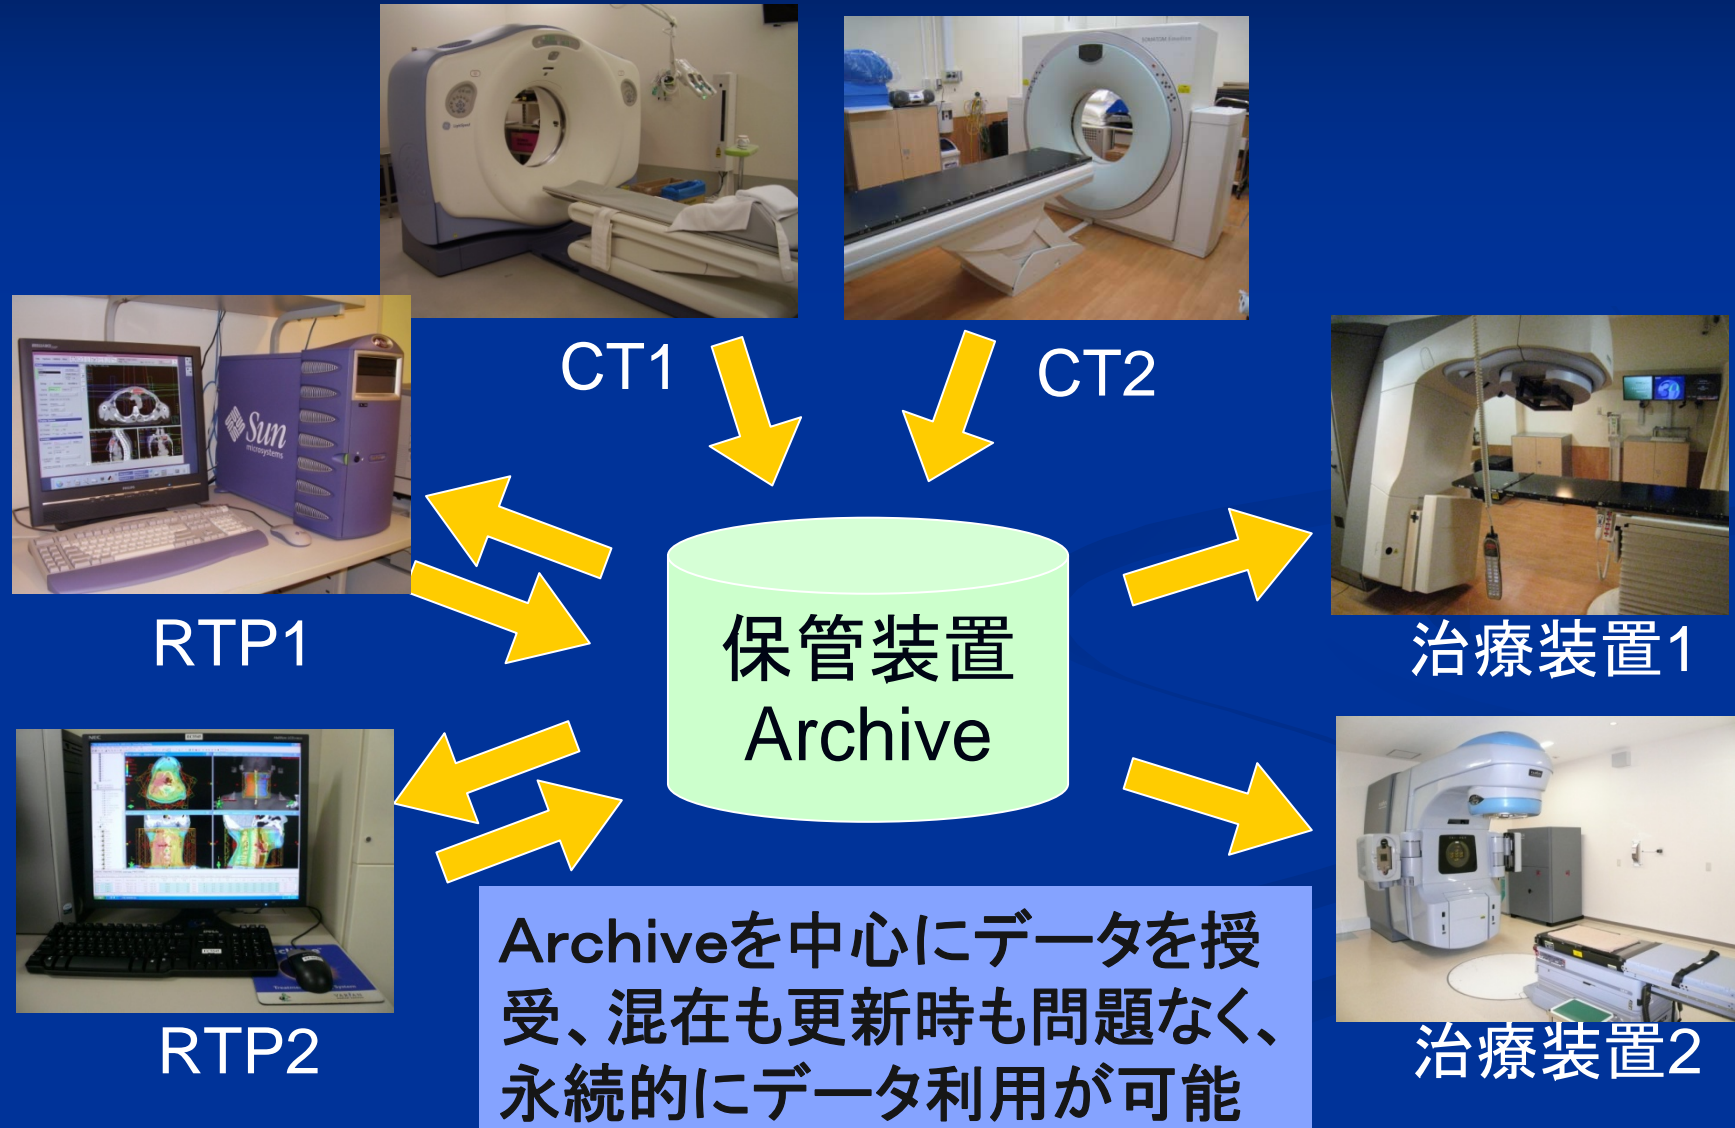 CT1
CT2
Sun
microsystems
RTP1
保管装置
Archive
治療装置1
RTP2
治療装置2
Archiveを中心にデータを授
受、混在も更新時も問題なく、
永続的にデータ利用が可能